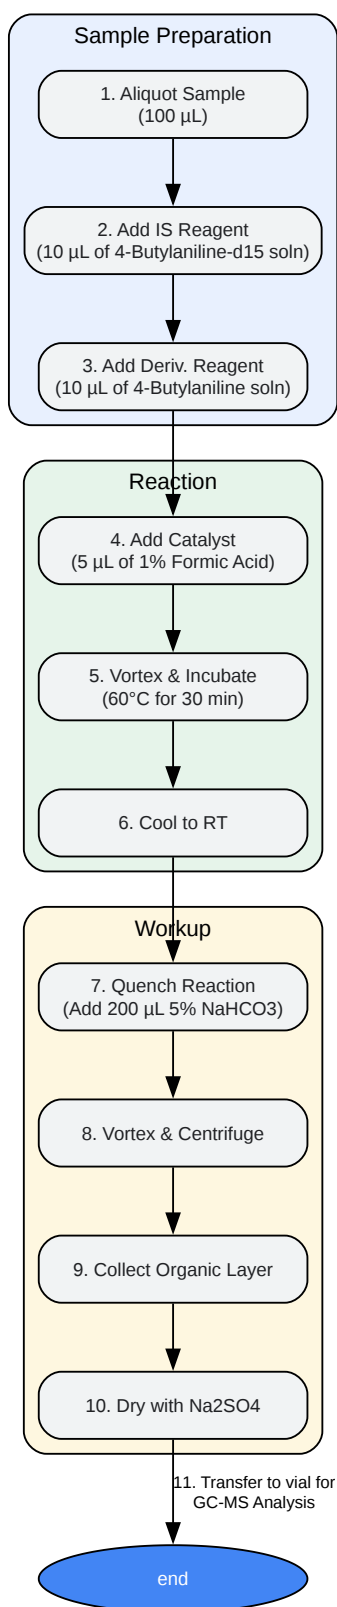 Sample Preparation
1. Aliquot Sample
(100 µL)
2. Add IS Reagent
(10 µL of 4-Butylaniline-d15 soln)
3. Add Deriv. Reagent
(10 µL of 4-Butylaniline soln)
Reaction
4. Add Catalyst
(5 µL of 1% Formic Acid)
5. Vortex & Incubate
(60°C for 30 min)
6. Cool to RT
Workup
7. Quench Reaction
(Add 200 µL 5% NaHCO3)
8. Vortex & Centrifuge
9. Collect Organic Layer
10. Dry with Na2SO4
11. Transfer to vial for
GC-MS Analysis
end